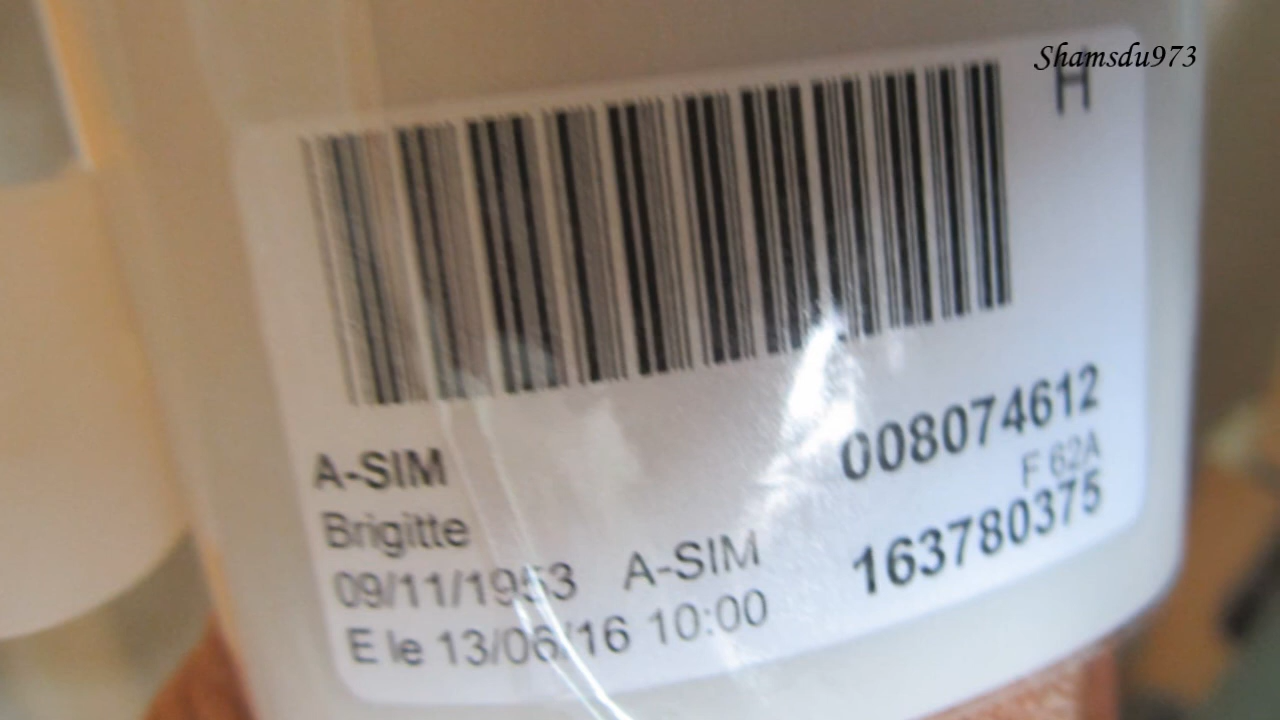 Shamsdu973
H
A-SIM
008074612
Brigitte
F 62A
09/11/1953 A-SIM
163780375
E le 13/06/16 10:00